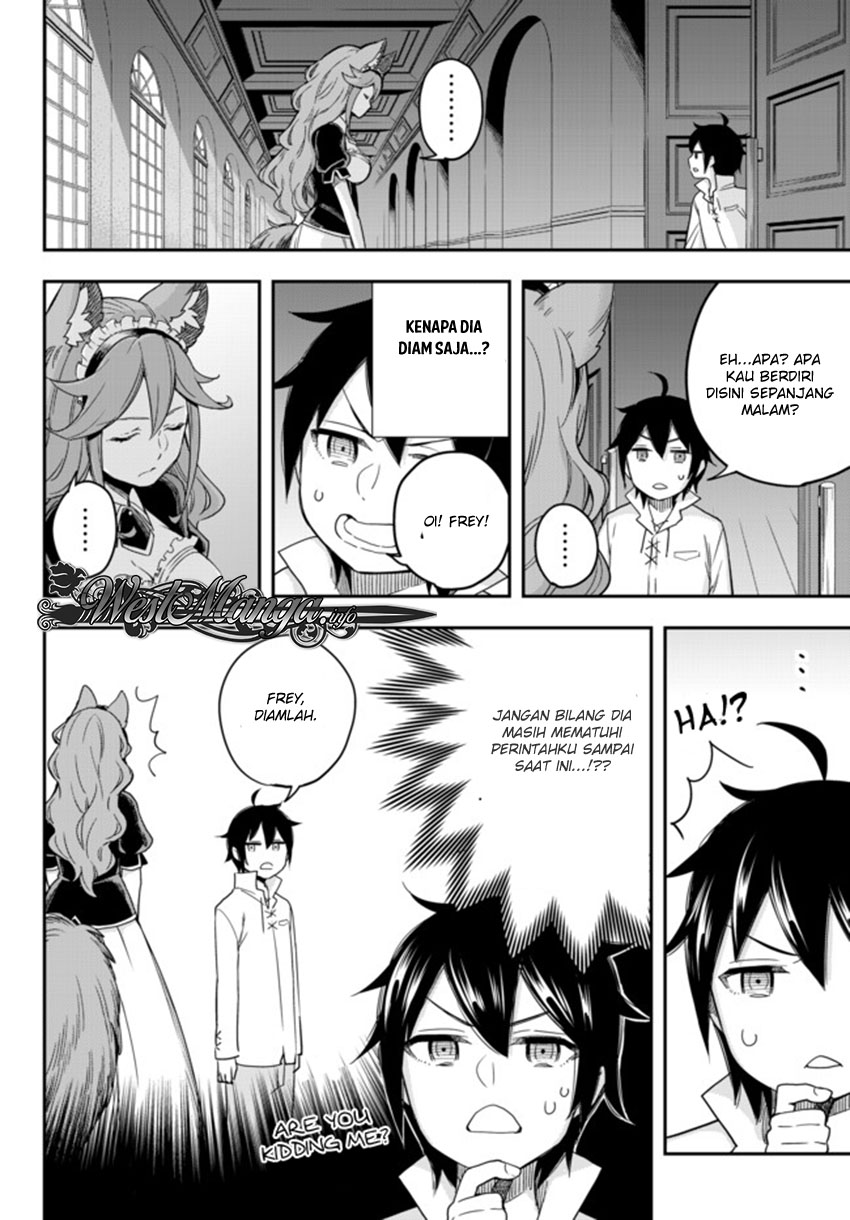 .......
EH...APA? APA
KAU BERDIRI
DISINI SEPANJANG
MALAM?
.....
KENAPA DIA
DIAM SAJA...?
OI! FREY!
.....
WestManga.info
...
HA!?
JANGAN BILANG DIA
MASIH MEMATUHI
PERINTAHKU SAMPAI
SAAT INI...!??
FREY,
DIAMLAH.
ARE YOU
KIDDING ME?